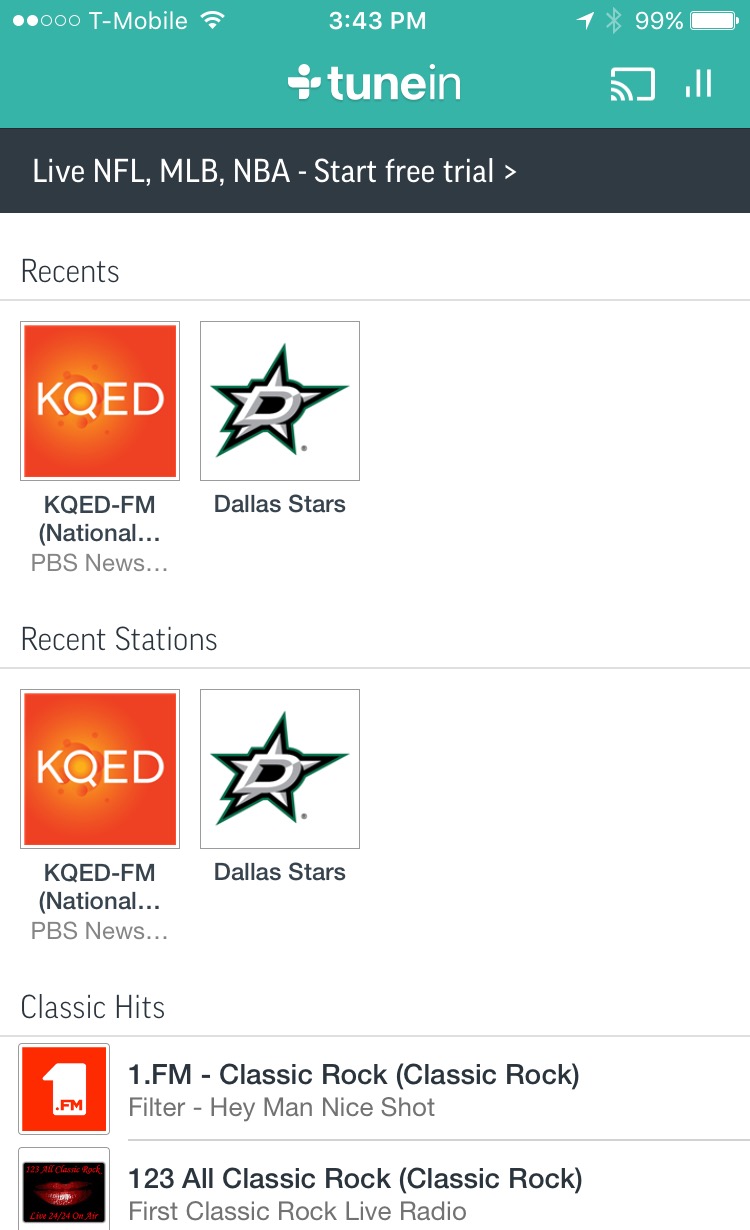 T-Mobile 3:43 PM 99%
tunein
Live NFL, MLB, NBA - Start free trial >
Recents
KQED
D
KQED-FM
(National...
PBS News...
Dallas Stars
Recent Stations
KQED
D
KQED-FM
(National...
PBS News...
Dallas Stars
Classic Hits
1.FM
1.FM - Classic Rock (Classic Rock)
Filter - Hey Man Nice Shot
123 All Classic Rock
Live 24/24 On Air
123 All Classic Rock (Classic Rock)
First Classic Rock Live Radio